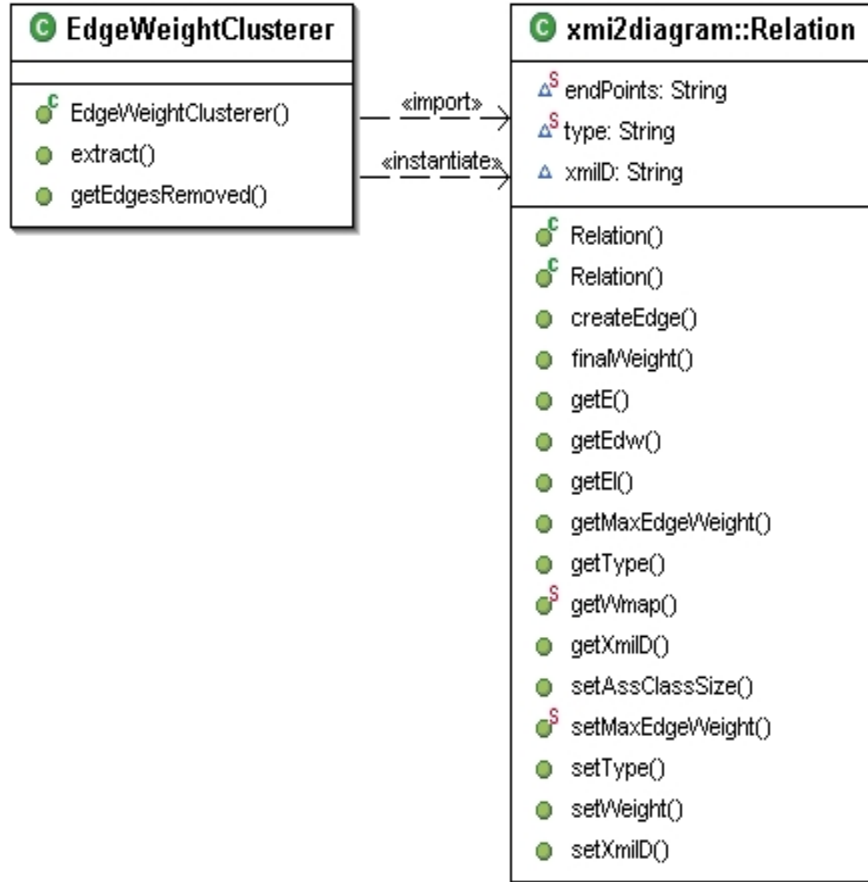 C EdgeWeightClusterer
C EdgeWeightClusterer()
extract()
getEdgesRemoved()
«import»
«instantiate»
C xmi2diagram::Relation
S endPoints: String
S type: String
xmiID: String
C Relation()
C Relation()
createEdge()
finalWeight()
getE()
getEdw()
getEl()
getMaxEdgeWeight()
getType()
S getWmap()
getXmiID()
setAssClassSize()
S setMaxEdgeWeight()
setType()
setWeight()
setXmiID()